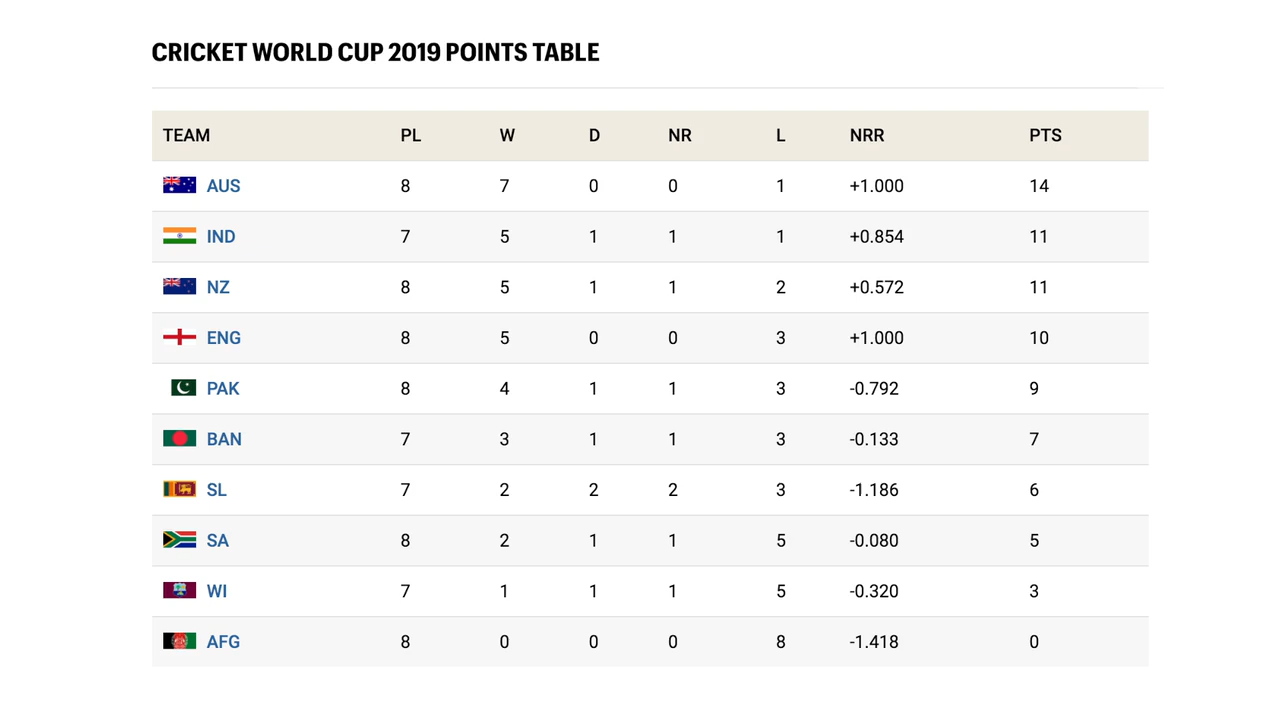 CRICKET WORLD CUP 2019 POINTS TABLE
TEAM PL W D NR L NRR PTS
AUS 8 7 0 0 1 +1.000 14
IND 7 5 1 1 1 +0.854 11
NZ 8 5 1 1 2 +0.572 11
ENG 8 5 0 0 3 +1.000 10
PAK 8 4 1 1 3 -0.792 9
BAN 7 3 1 1 3 -0.133 7
SL 7 2 2 2 3 -1.186 6
SA 8 2 1 1 5 -0.080 5
WI 7 1 1 1 5 -0.320 3
AFG 8 0 0 0 8 -1.418 0